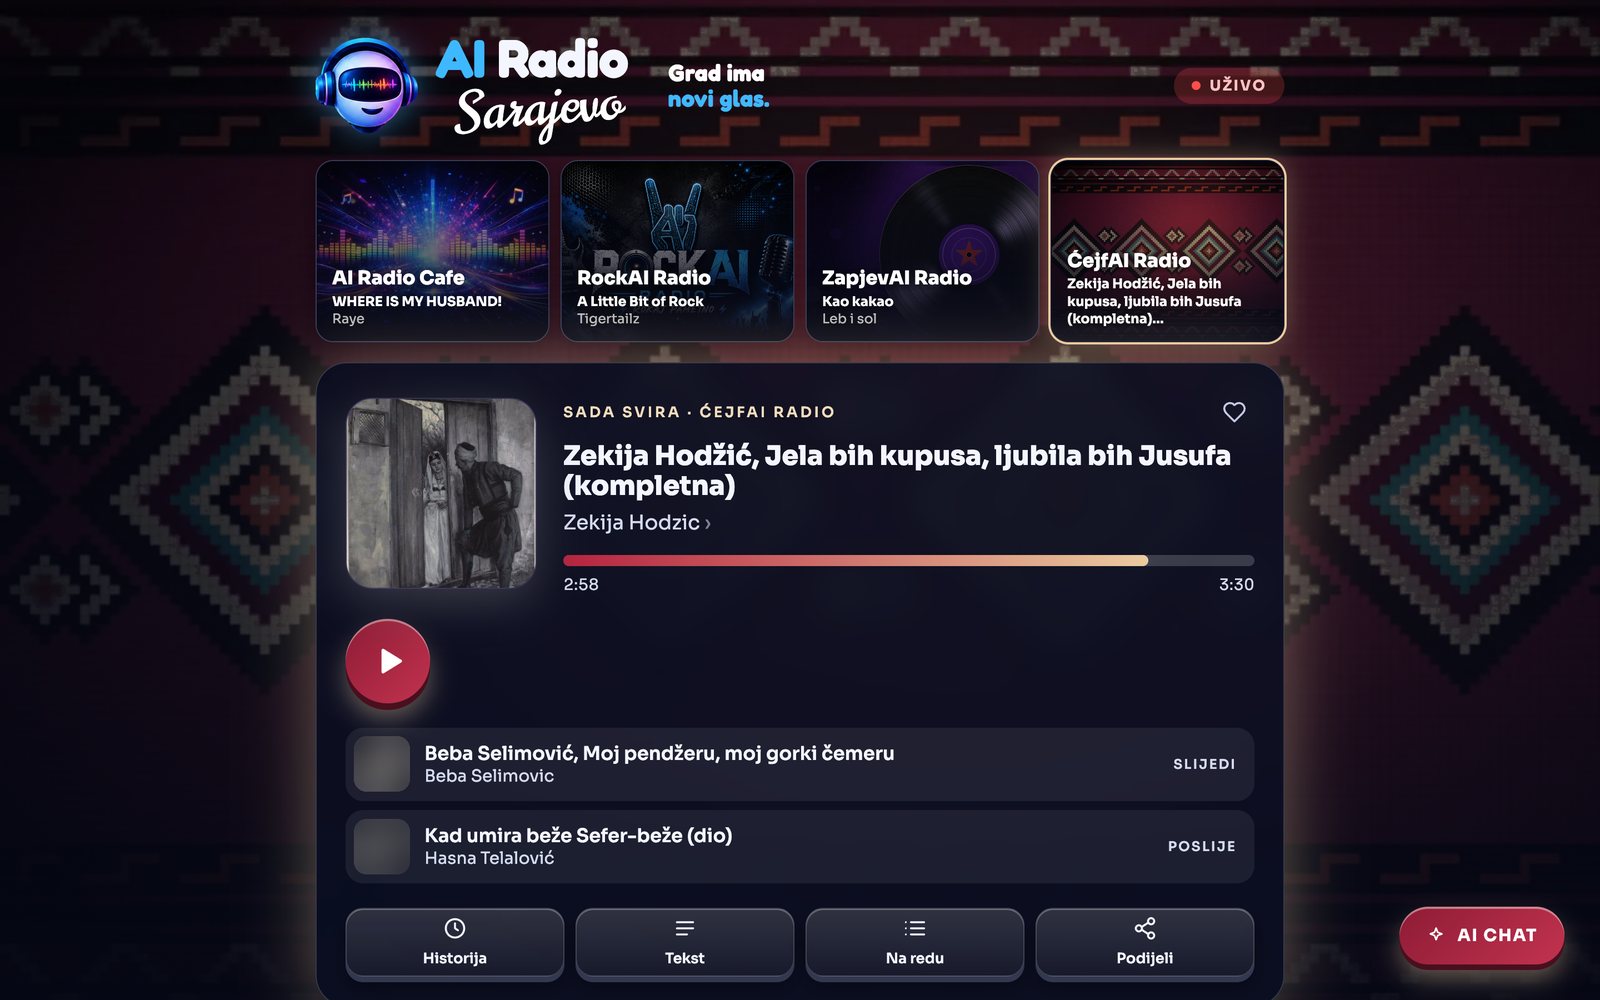 AI Radio
Sarajevo
Grad ima
novi glas.
UŽIVO
AI Radio Cafe
WHERE IS MY HUSBAND!
Raye
ROCKAI
RADIO
RockAI Radio
A Little Bit of Rock
Tigertailz
ZapjevAI Radio
Kao kakao
Leb i sol
ĆejfAI Radio
Zekija Hodžić, Jela bih
kupusa, ljubila bih Jusufa
(kompletna)...
SADA SVIRA · ĆEJFAI RADIO
Zekija Hodžić, Jela bih kupusa, ljubila bih Jusufa
(kompletna)
Zekija Hodzic ›
2:58
3:30
Beba Selimović, Moj pendžeru, moj gorki čemeru
Beba Selimovic
SLIJEDI
Kad umira beže Sefer-beže (dio)
Hasna Telalović
POSLIJE
Historija
Tekst
Na redu
Podijeli
AI CHAT